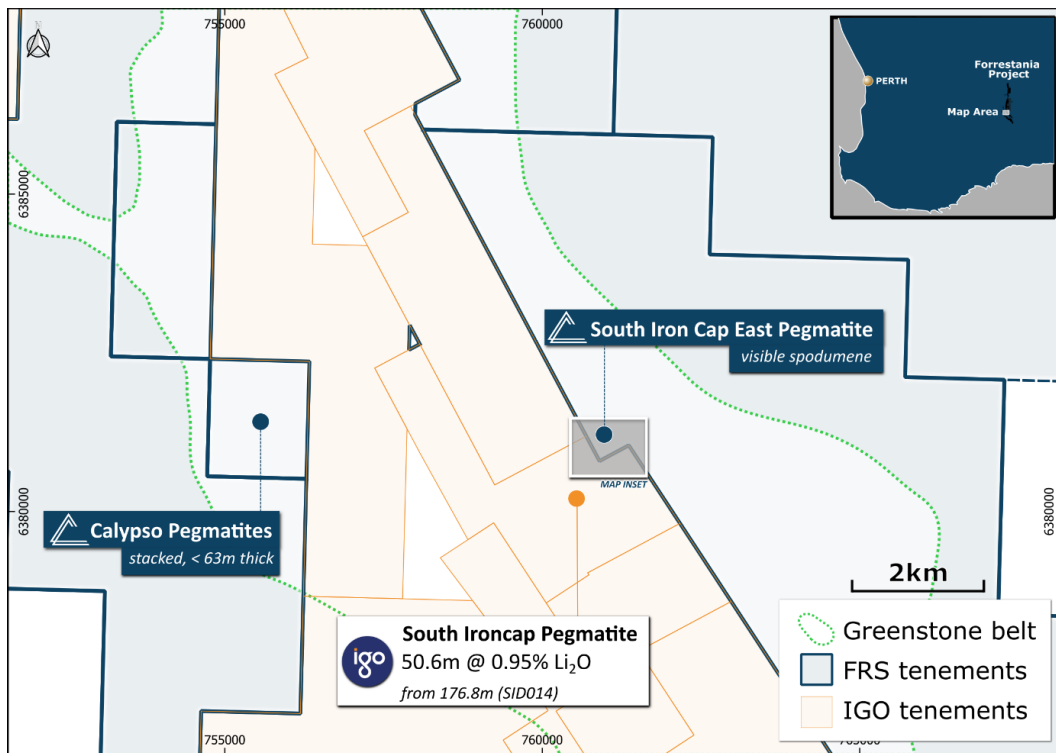 755000
760000
N
PERTH
Forrestania
Project
Map Area
6385000
South Iron Cap East Pegmatite
visible spodumene
MAP INSET
6380000
6380000
Calypso Pegmatites
stacked, < 63m thick
2km
igo
South Ironcap Pegmatite
50.6m @ 0.95% Li₂O
from 176.8m (SID014)
Greenstone belt
FRS tenements
IGO tenements
755000
760000